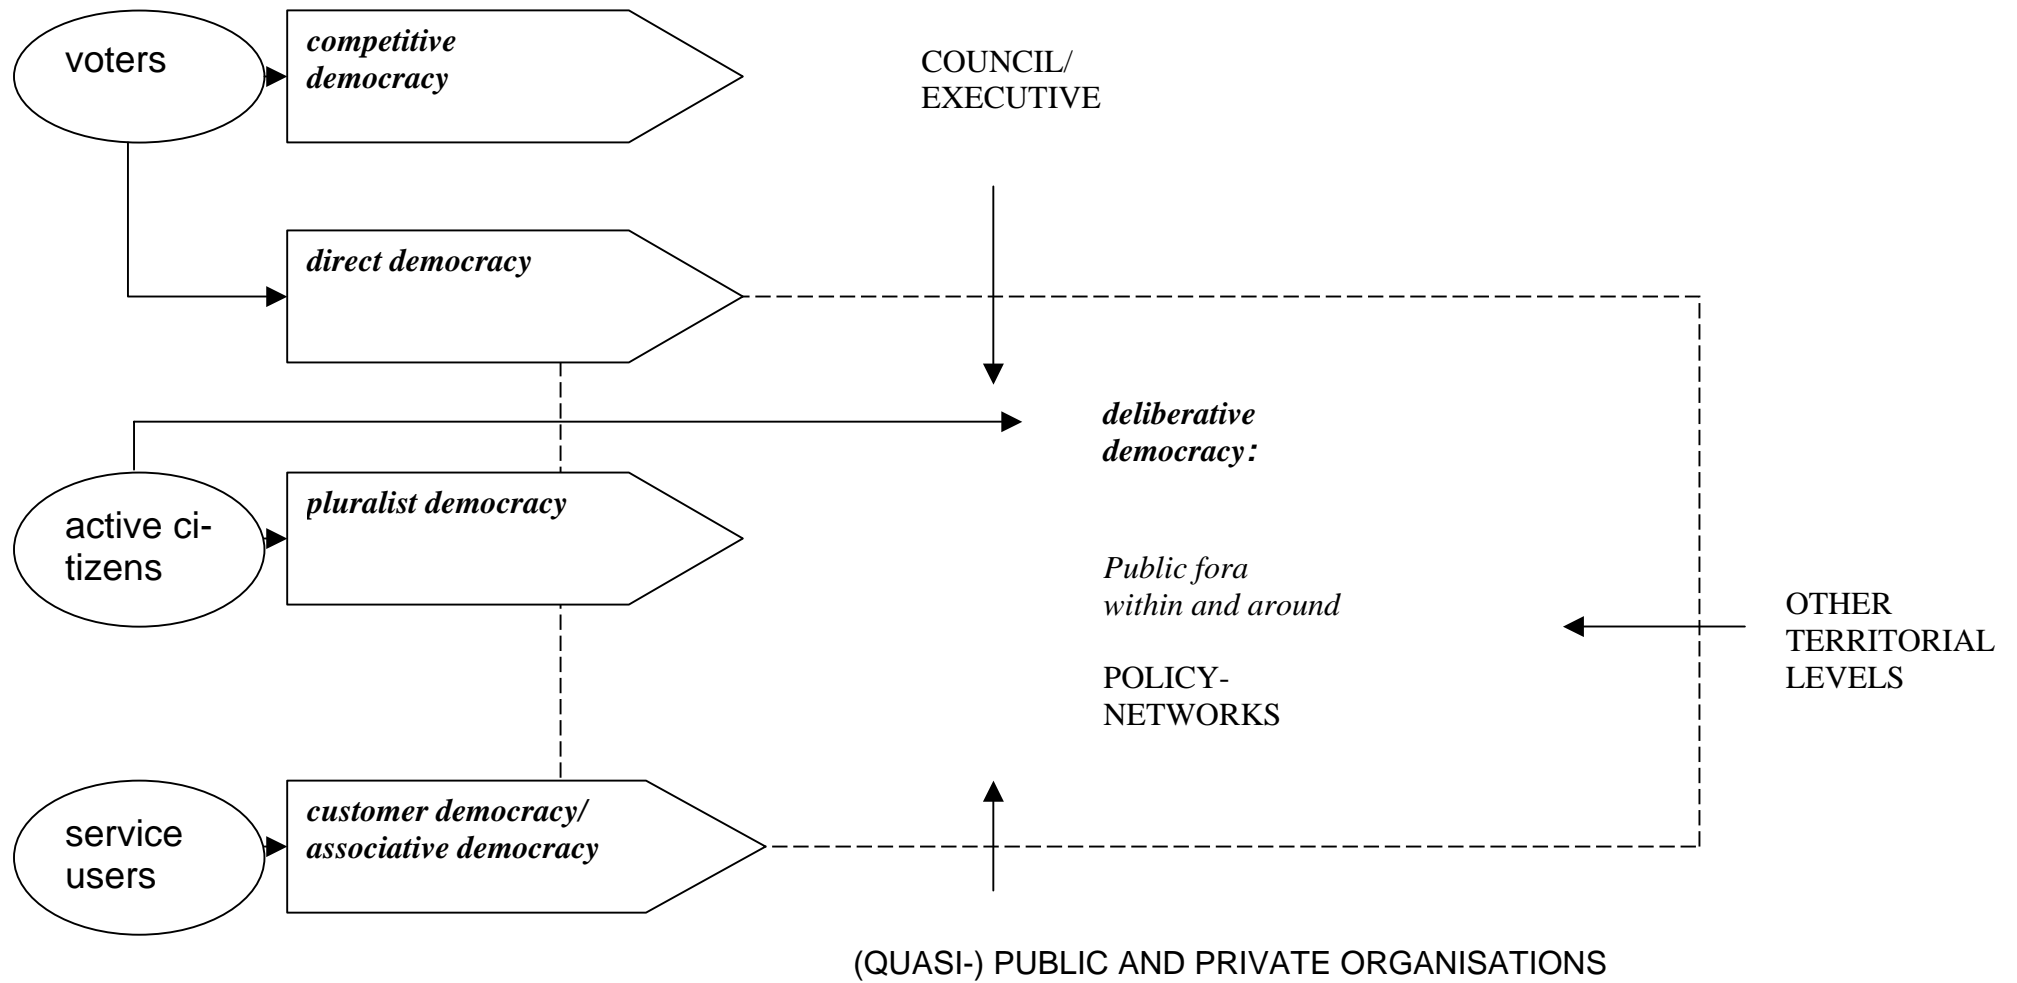 voters
competitive
democracy
COUNCIL/
EXECUTIVE
direct democracy
deliberative
democracy:
active ci-
tizens
pluralist democracy
Public fora
within and around
POLICY-
NETWORKS
OTHER
TERRITORIAL
LEVELS
service
users
customer democracy/
associative democracy
(QUASI-) PUBLIC AND PRIVATE ORGANISATIONS